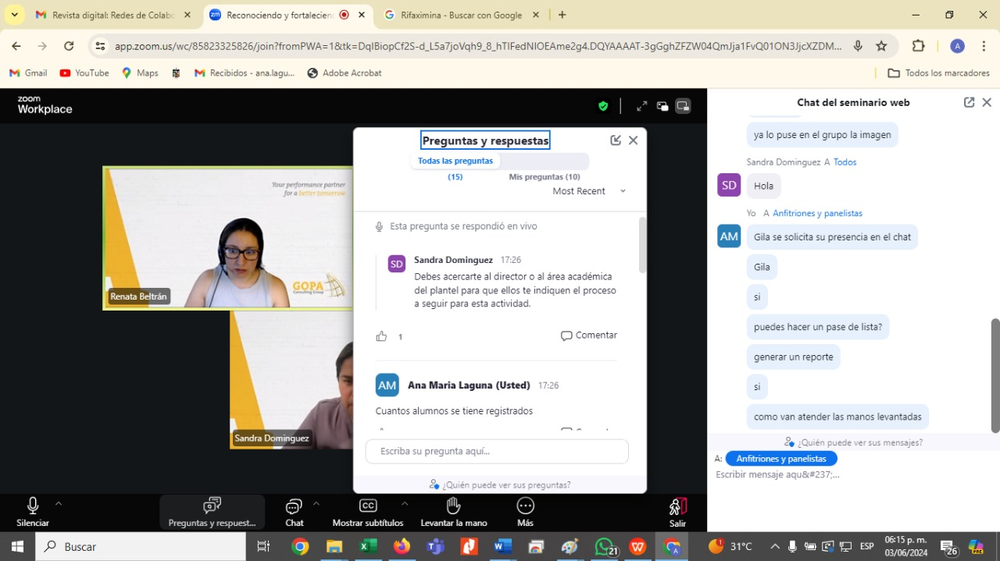 Revista digital: Redes de Colabo
Reconociendo y fortalecien
Rifaximina - Buscar con Google
app.zoom.us/wc/85823325826/join?fromPWA=1&tk=DqIBiopCf2S-d_L5a7joVqh9_8_hTIFedNIOEAme2g4.DQYAAAAT-3gGghZFZW04QmJja1FvQ01ON3JjcXZDM...
A
Gmail
YouTube
Maps
Recibidos - ana.lagu...
Adobe Acrobat
Todos los marcadores
zoom
Workplace
Your performance partner
for a better tomorrow
GOPA
Consulting Group
Renata Beltrán
Sandra Dominguez
Preguntas y respuestas
Todas las preguntas
(15)
Mis preguntas (10)
Most Recent
Esta pregunta se respondió en vivo
SD
Sandra Dominguez 17:26
Debes acercarte al director o al área académica
del plantel para que ellos te indiquen el proceso
a seguir para esta actividad.
1
Comentar
AM
Ana Maria Laguna (Usted) 17:26
Cuantos alumnos se tiene registrados
Escriba su pregunta aquí...
¿Quién puede ver sus preguntas?
Chat del seminario web
ya lo puse en el grupo la imagen
Sandra Dominguez A Todos
SD
Hola
Yo A Anfitriones y panelistas
AM
Gila se solicita su presencia en el chat
Gila
si
puedes hacer un pase de lista?
generar un reporte
si
como van atender las manos levantadas
¿Quién puede ver sus mensajes?
A: Anfitriones y panelistas
Escribir mensaje aqu&#237;...
Silenciar
Preguntas y respuest...
Chat
CC
Mostrar subtítulos
Levantar la mano
Más
Salir
Buscar
21
1
31°C
ESP
06:15 p. m.
03/06/2024
26